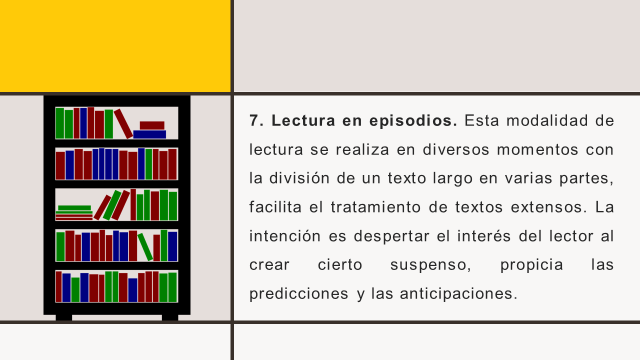 7. Lectura en episodios. Esta modalidad de
lectura se realiza en diversos momentos con
la división de un texto largo en varias partes,
facilita el tratamiento de textos extensos. La
intención es despertar el interés del lector al
crear cierto suspenso, propicia las
predicciones y las anticipaciones.